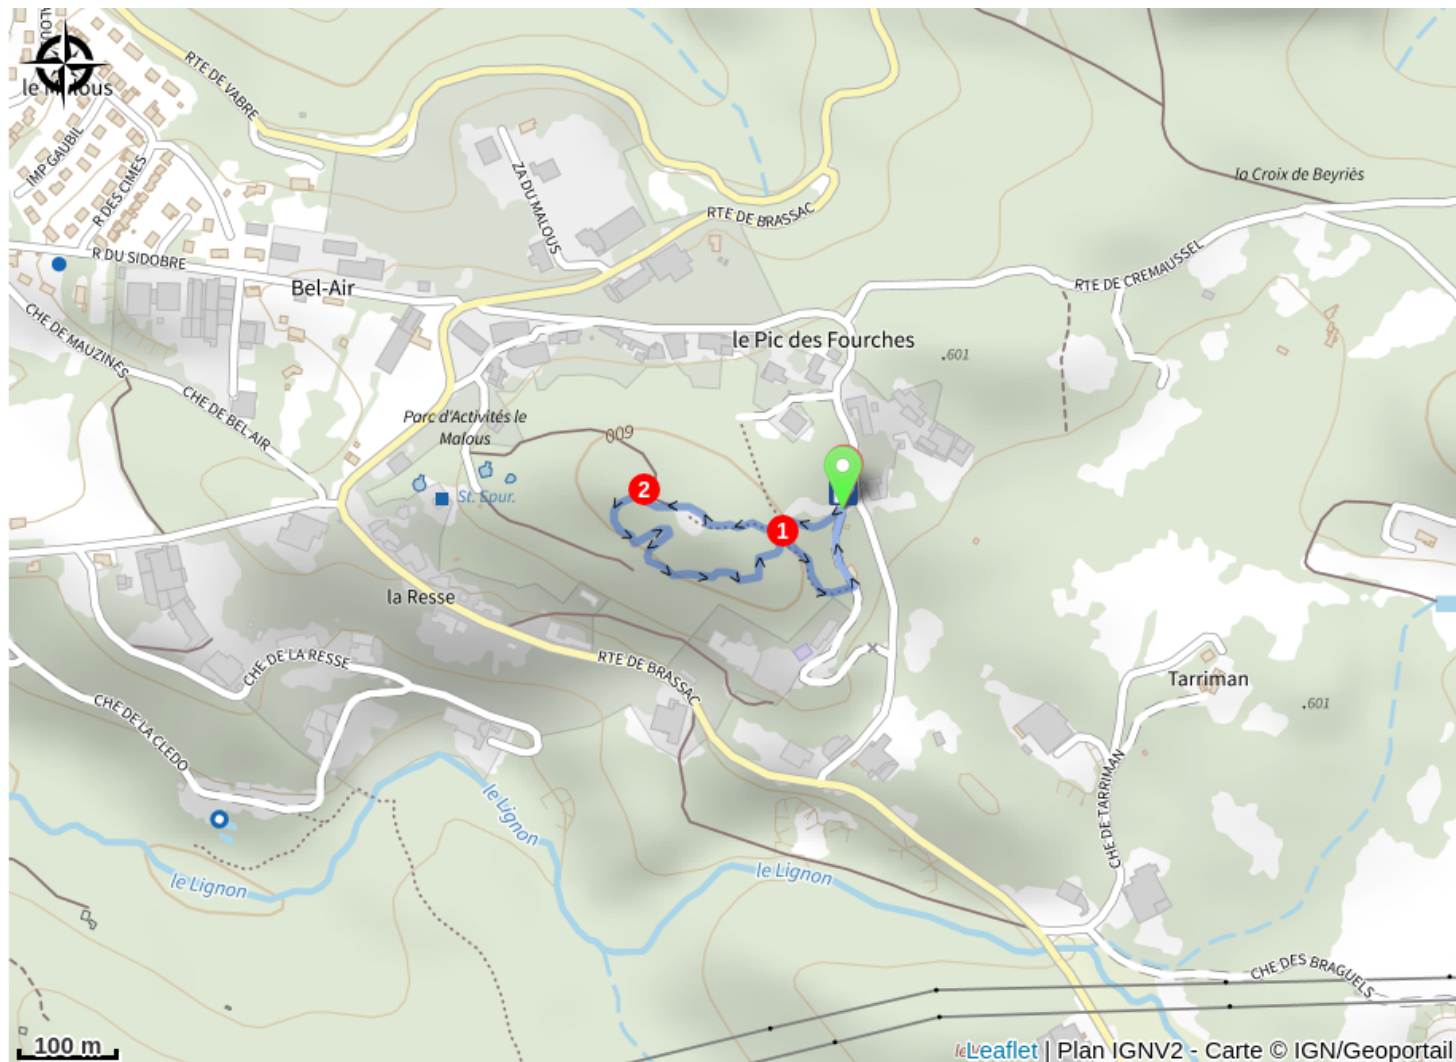 RTE DE VABRE
IMP GAUBIL
R DES CIMES
ZA DU MALOUS
RTE DE BRASSAC
la Croix de Beyriès
R DU SIDOBRE
Bel-Air
RTE DE CREMAUSSEL
CHE DE MAUZINES
le Pic des Fourches
.601
CHE DE BEL AIR
Parc d'Activités le
Malous
600
2
St. Epur.
1
la Resse
CHE DE LA RESSE
RTE DE BRASSAC
Tarriman
.601
CHE DE LA CLEDO
CHE DE TARRIMAN
le Lignon
le Lignon
le Lignon
CHE DES BRAGUELS
100 m
Leaflet | Plan IGNV2 - Carte © IGN/Geoportail